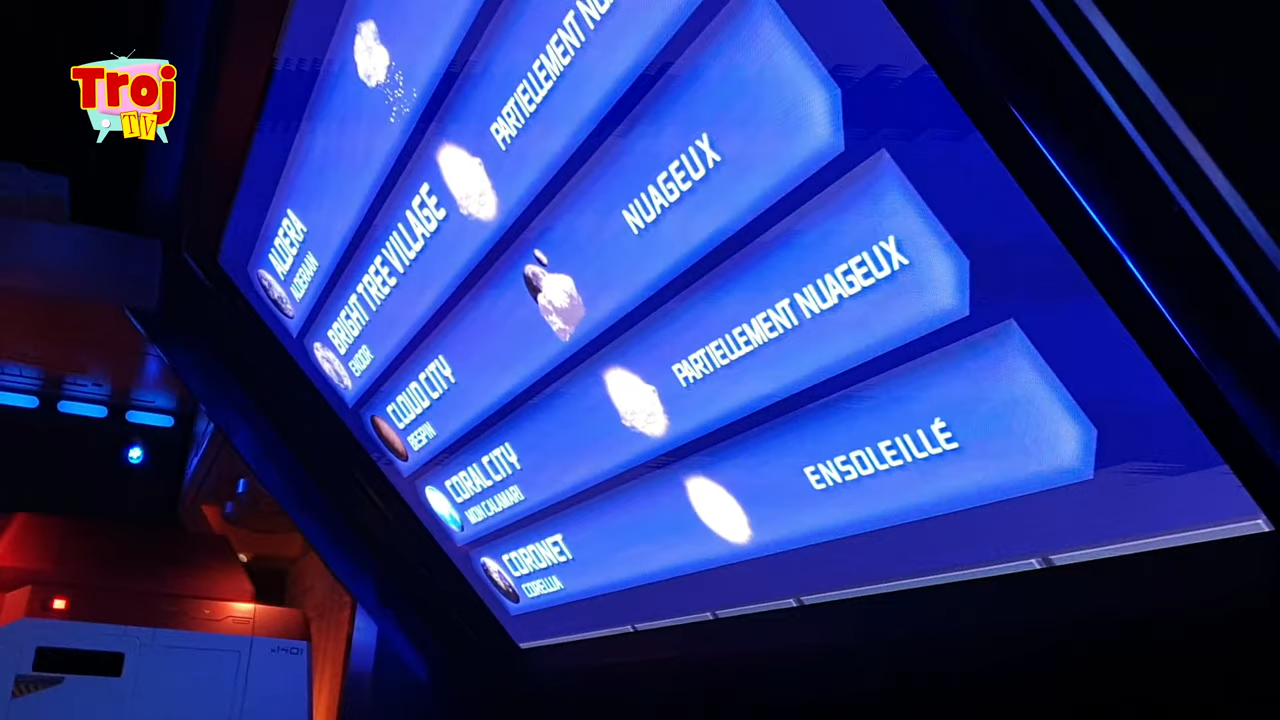 Troj
TV
ALDERA
ALDERAAN
BRIGHT TREE VILLAGE
ENDOR
PARTIELLEMENT
CLOUD CITY
BESPIN
NUAGEUX
CORAL CITY
MON CALAMARI
PARTIELLEMENT NUAGEUX
CORONET
CORELLIA
ENSOLEILLÉ